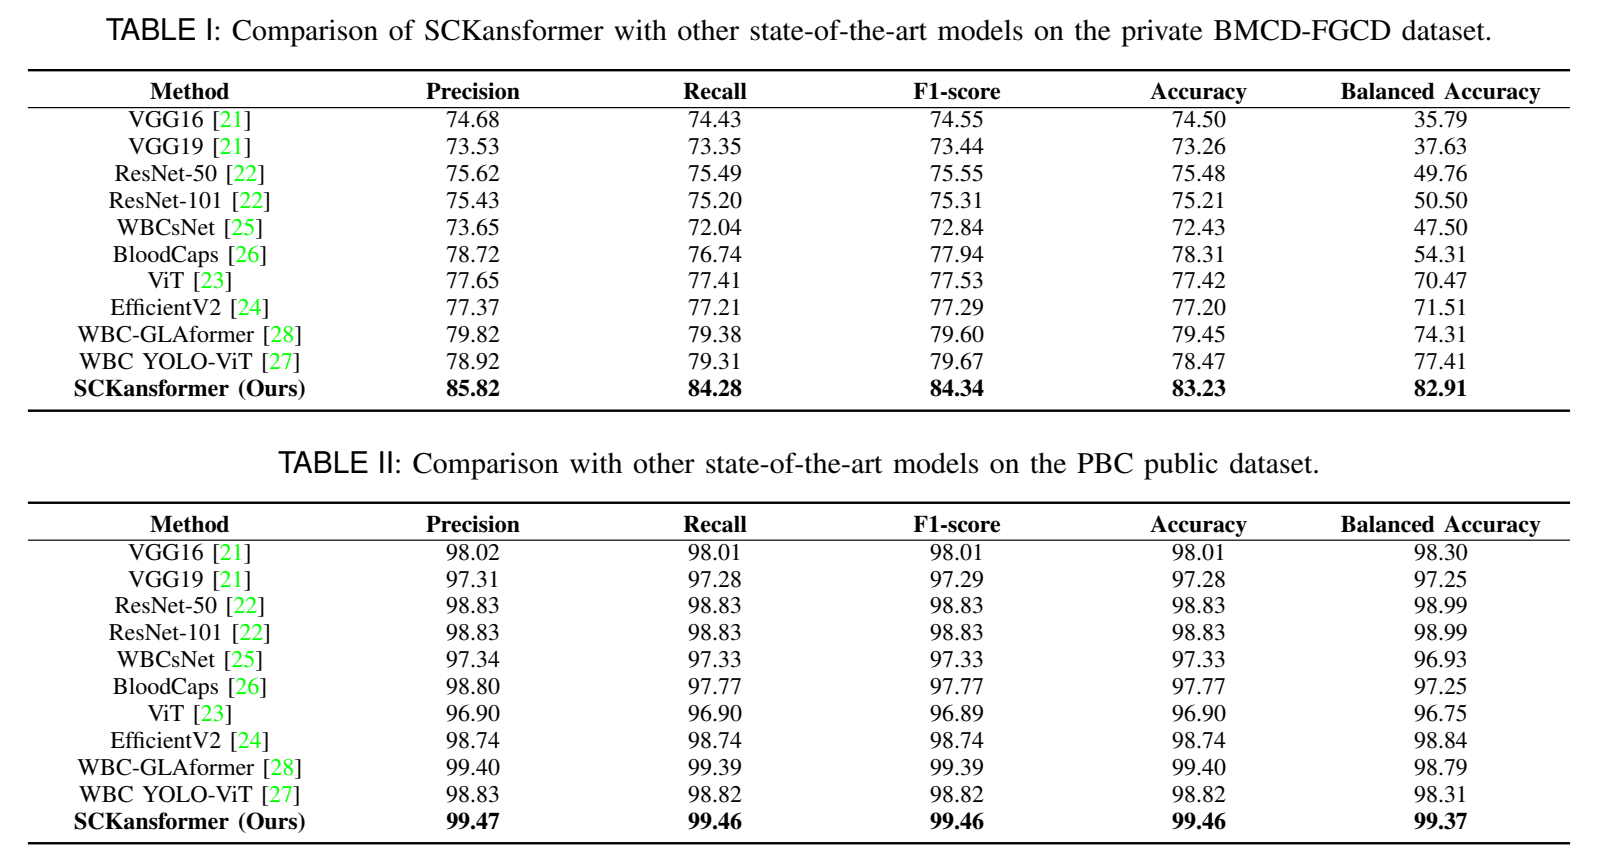 TABLE I: Comparison of SCKansformer with other state-of-the-art models on the private BMCD-FGCD dataset.
Method Precision Recall F1-score Accuracy Balanced Accuracy
VGG16 [21] 74.68 74.43 74.55 74.50 35.79
VGG19 [21] 73.53 73.35 73.44 73.26 37.63
ResNet-50 [22] 75.62 75.49 75.55 75.48 49.76
ResNet-101 [22] 75.43 75.20 75.31 75.21 50.50
WBCsNet [25] 73.65 72.04 72.84 72.43 47.50
BloodCaps [26] 78.72 76.74 77.94 78.31 54.31
ViT [23] 77.65 77.41 77.53 77.42 70.47
EfficientV2 [24] 77.37 77.21 77.29 77.20 71.51
WBC-GLAformer [28] 79.82 79.38 79.60 79.45 74.31
WBC YOLO-ViT [27] 78.92 79.31 79.67 78.47 77.41
SCKansformer (Ours) 85.82 84.28 84.34 83.23 82.91
TABLE II: Comparison with other state-of-the-art models on the PBC public dataset.
Method Precision Recall F1-score Accuracy Balanced Accuracy
VGG16 [21] 98.02 98.01 98.01 98.01 98.30
VGG19 [21] 97.31 97.28 97.29 97.28 97.25
ResNet-50 [22] 98.83 98.83 98.83 98.83 98.99
ResNet-101 [22] 98.83 98.83 98.83 98.83 98.99
WBCsNet [25] 97.34 97.33 97.33 97.33 96.93
BloodCaps [26] 98.80 97.77 97.77 97.77 97.25
ViT [23] 96.90 96.90 96.89 96.90 96.75
EfficientV2 [24] 98.74 98.74 98.74 98.74 98.84
WBC-GLAformer [28] 99.40 99.39 99.39 99.40 98.79
WBC YOLO-ViT [27] 98.83 98.82 98.82 98.82 98.31
SCKansformer (Ours) 99.47 99.46 99.46 99.46 99.37